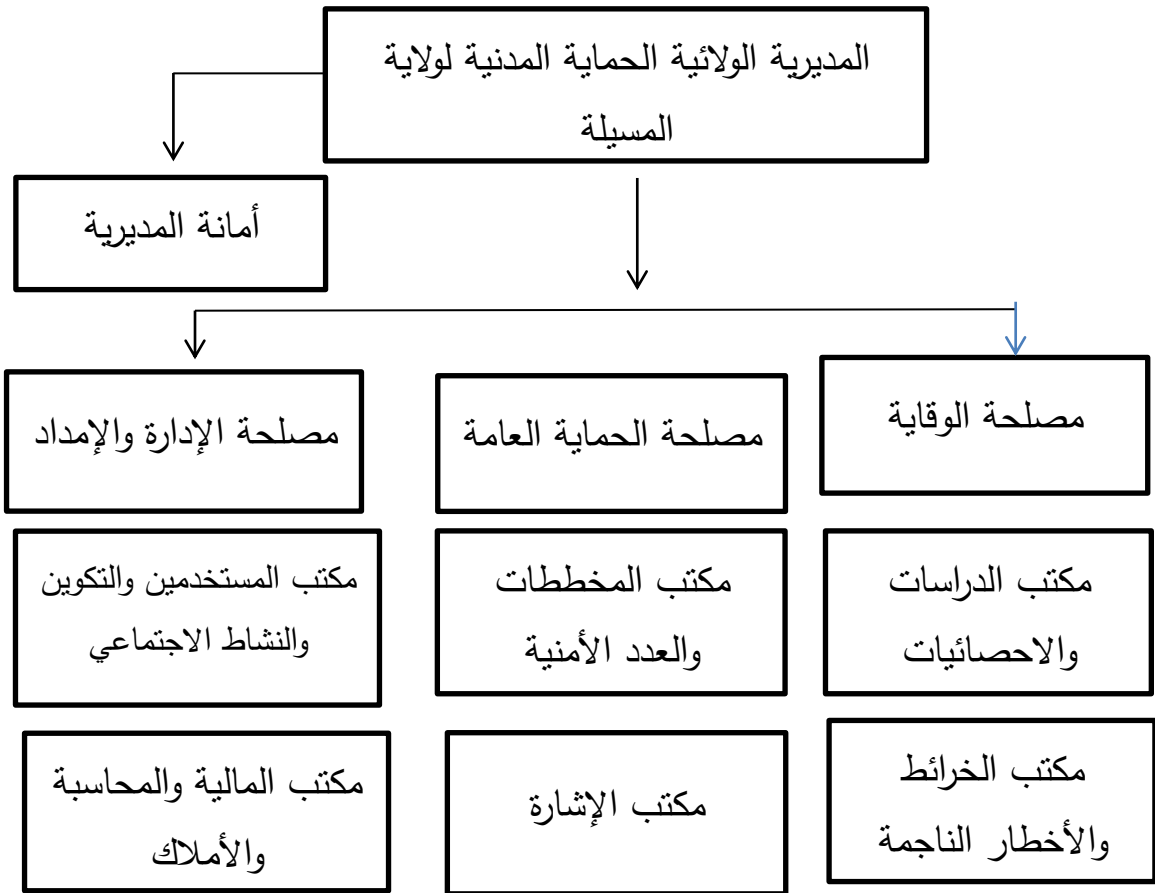 المديرية الولائية الحماية المدنية لولاية
المسيلة
أمانة المديرية
مصلحة الوقاية
مصلحة الحماية العامة
مصلحة الإدارة والإمداد
مكتب الدراسات
والاحصائيات
مكتب المخططات
والعدد الأمنية
مكتب المستخدمين والتكوين
والنشاط الاجتماعي
مكتب الخرائط
والأخطار الناجمة
مكتب الإشارة
مكتب المالية والمحاسبة
والأملاك